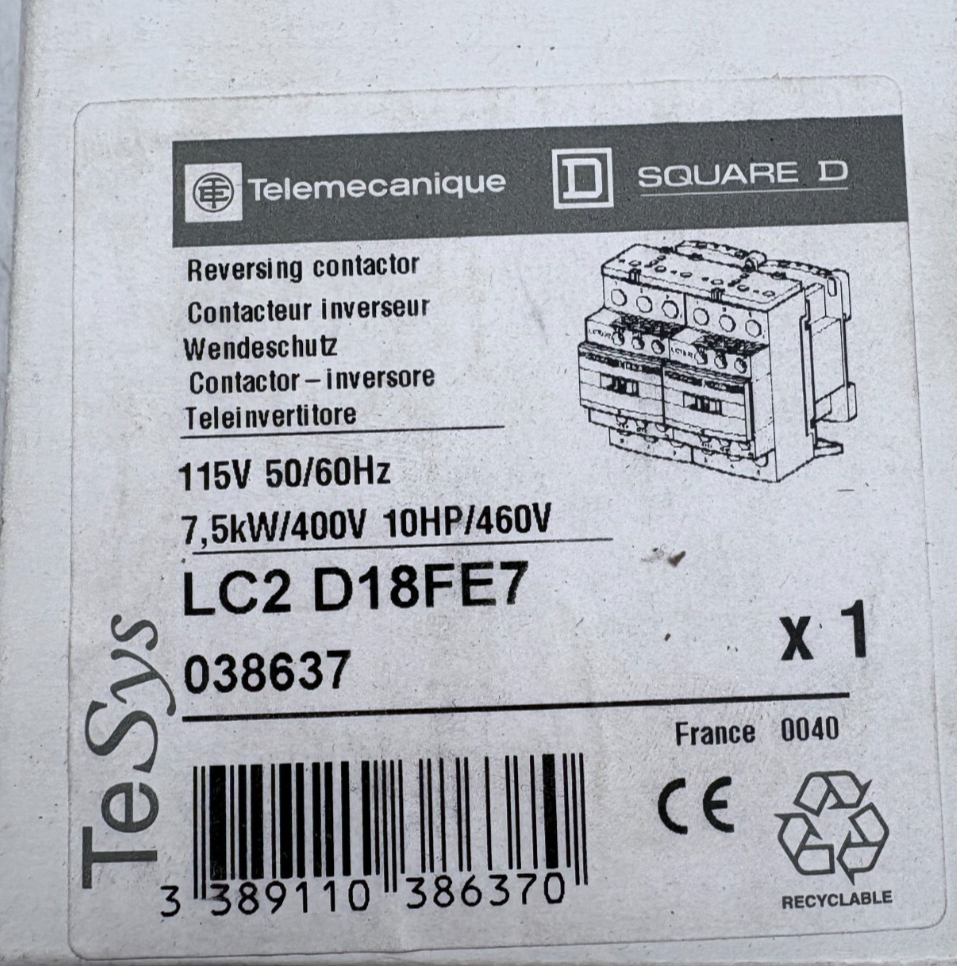 Telemecanique D SQUARE D
Reversing contactor
Contacteur inverseur
Wendeschutz
Contactor – inversore
Teleinvertitore
115V 50/60Hz
7,5kW/400V 10HP/460V
LC2 D18FE7
038637
x 1
TeSys
France 0040
CE
3 389110 386370
RECYCLABLE